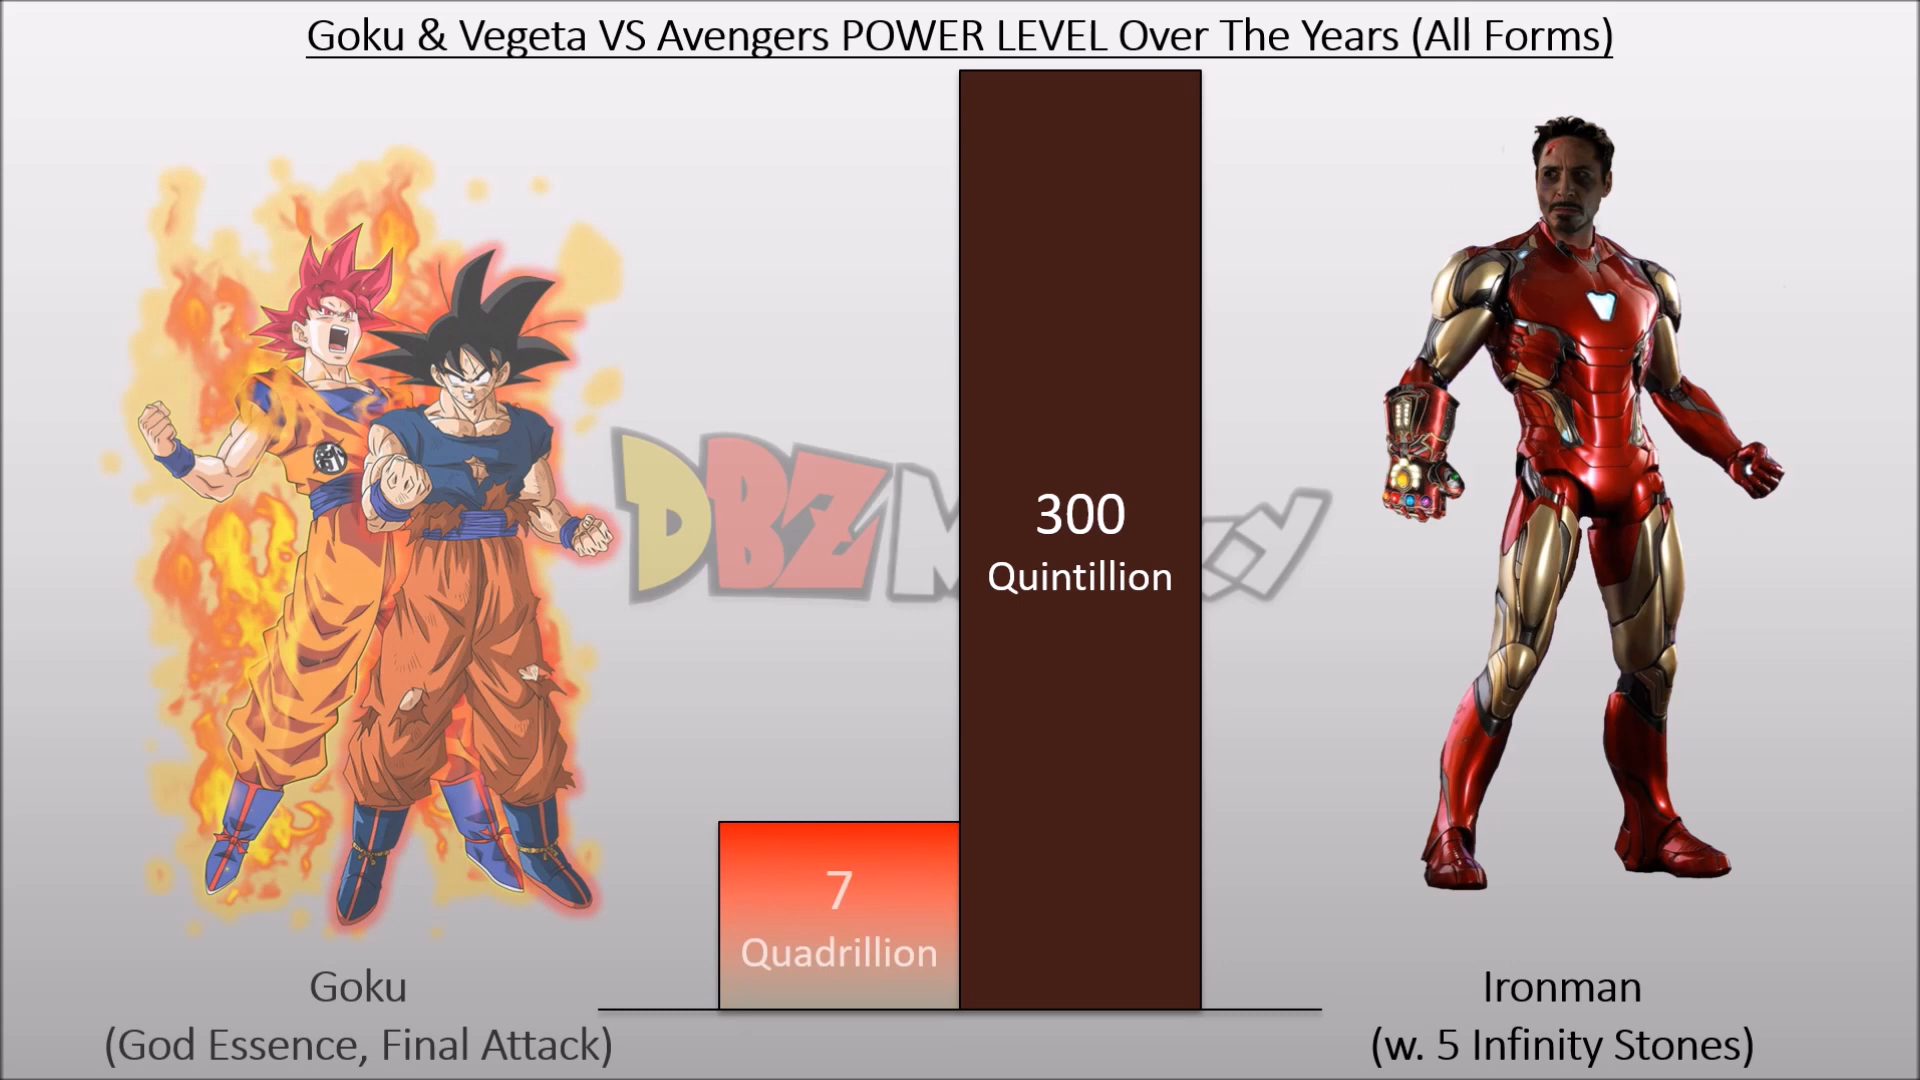 Goku & Vegeta VS Avengers POWER LEVEL Over The Years (All Forms)
DBZ
300
Quintillion
7
Quadrillion
Goku
(God Essence, Final Attack)
Ironman
(w. 5 Infinity Stones)